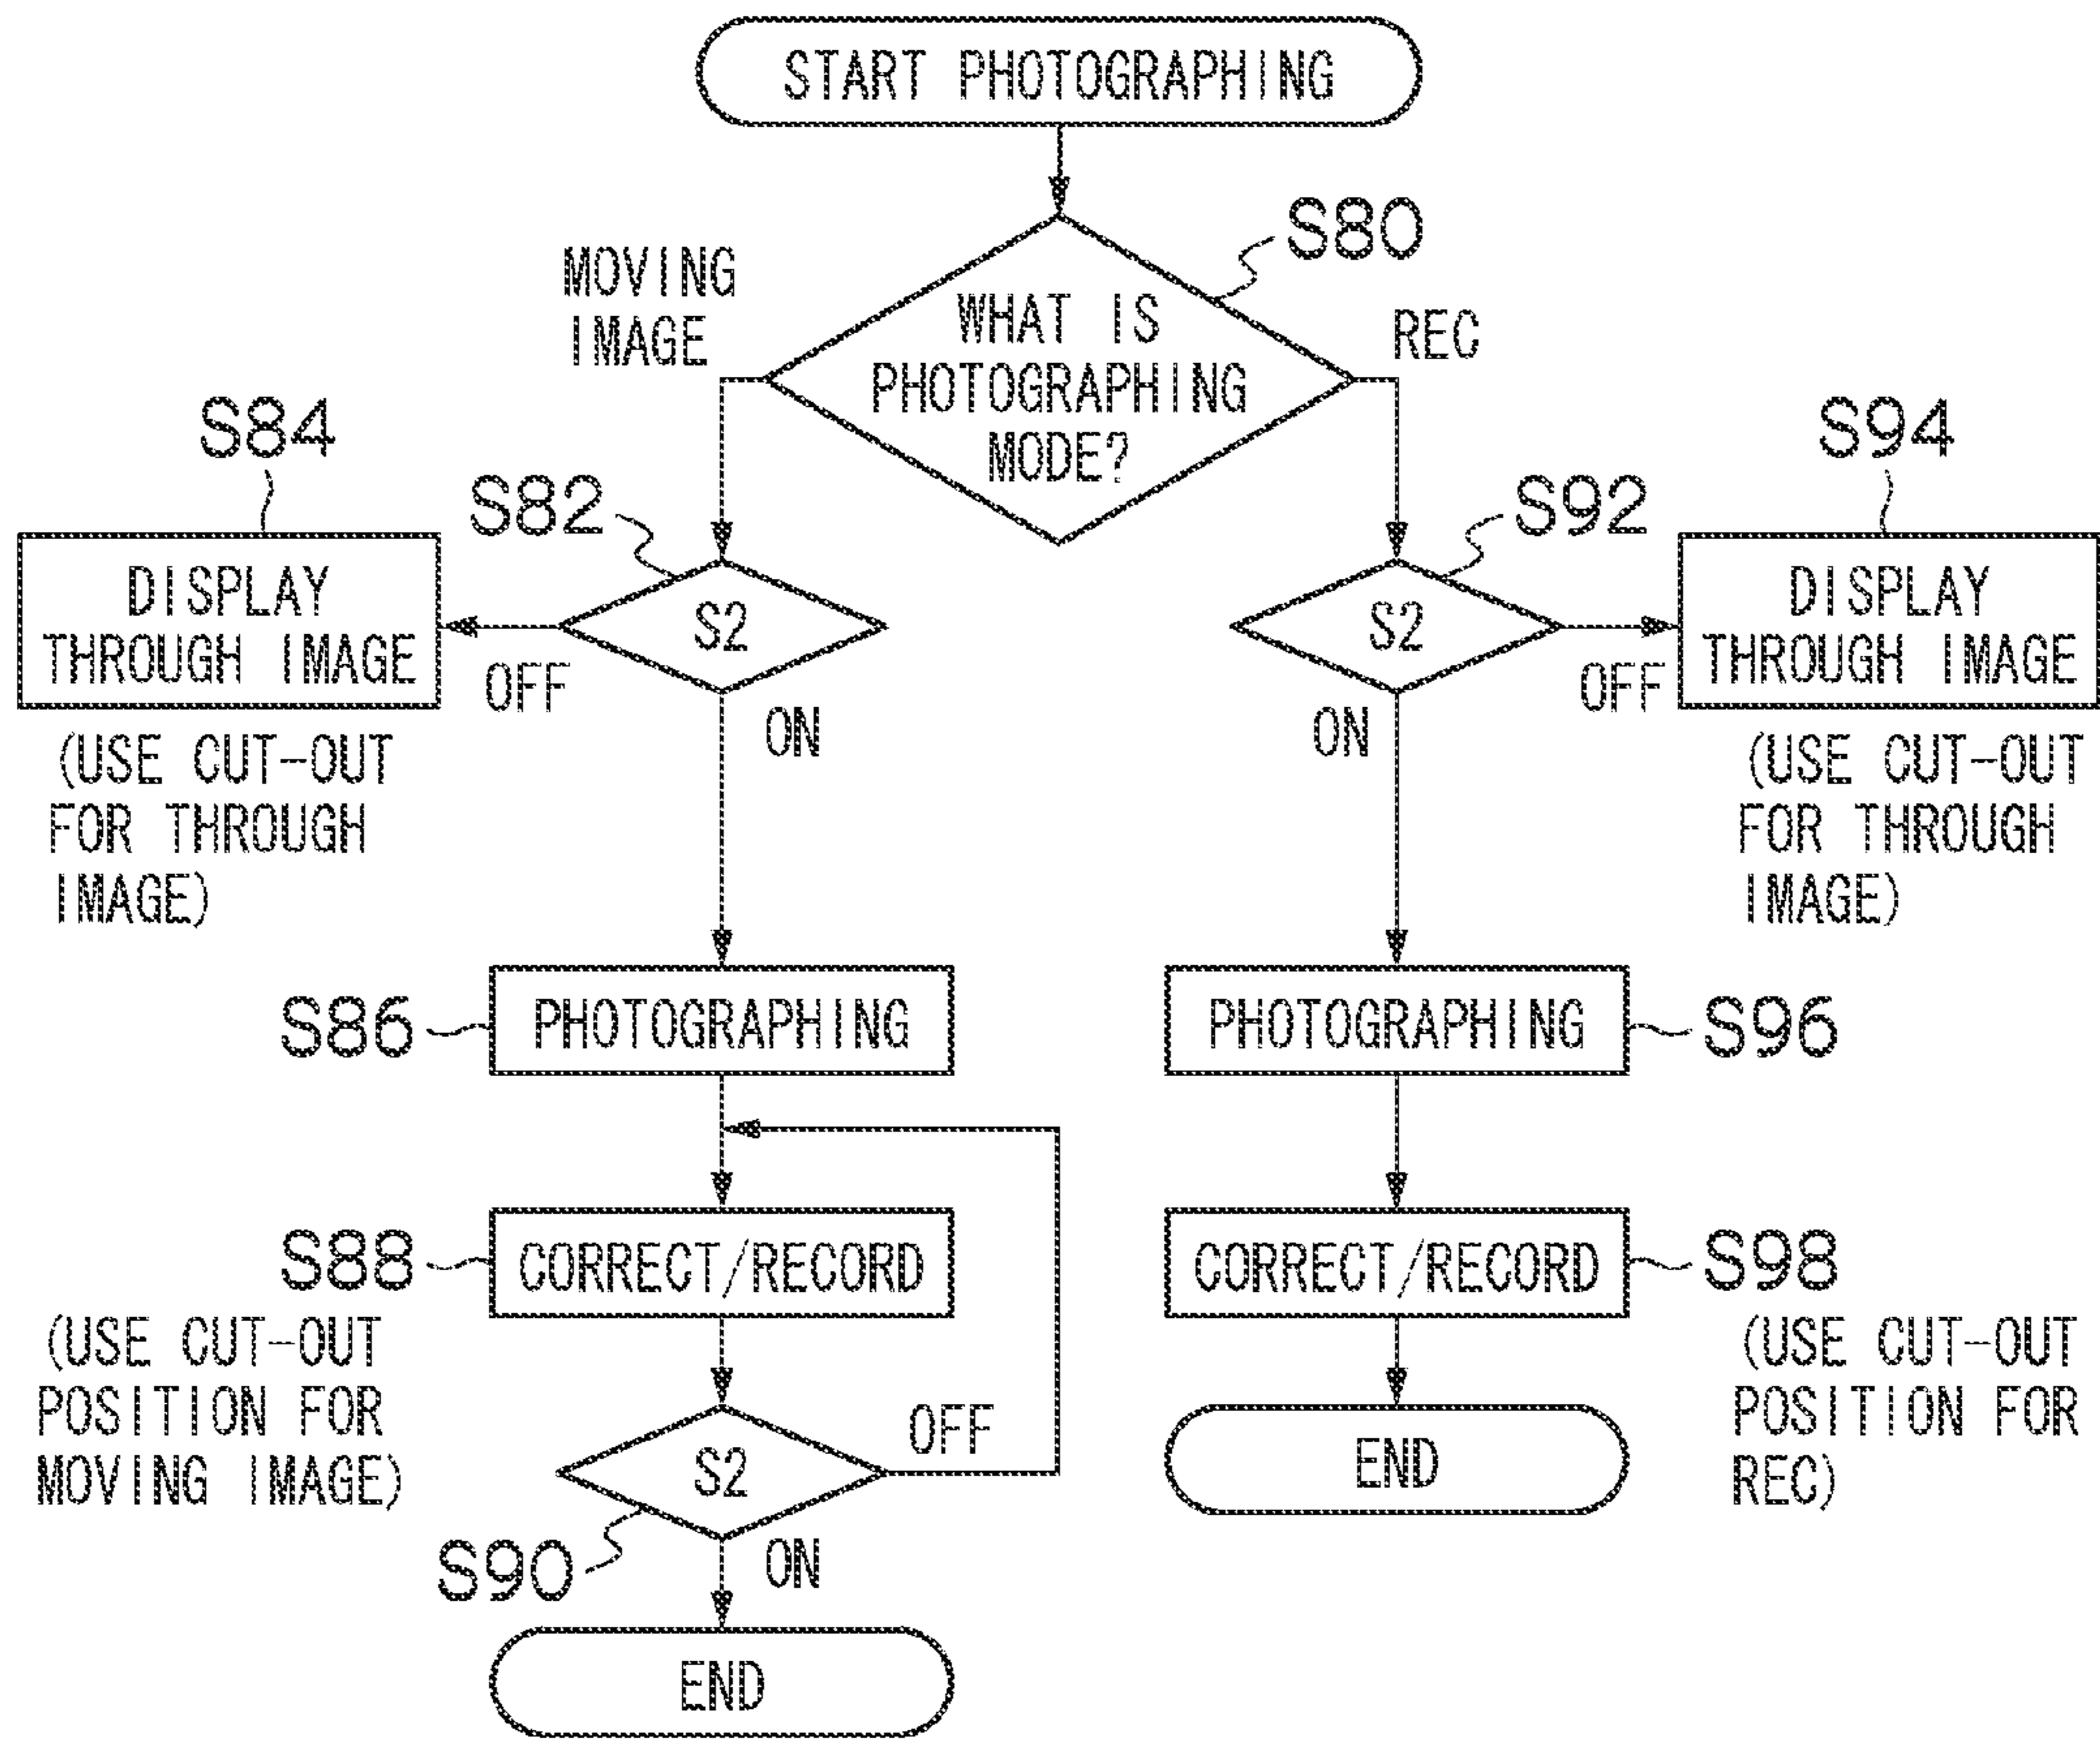 START PHOTOGRAPHING
S80
MOVING
IMAGE
WHAT IS
PHOTOGRAPHING
MODE?
REC
S84
S82
S92
S94
DISPLAY
THROUGH IMAGE
OFF
S2
ON
S2
ON
OFF
DISPLAY
THROUGH IMAGE
(USE CUT-OUT
FOR THROUGH
IMAGE)
(USE CUT-OUT
FOR THROUGH
IMAGE)
S86
PHOTOGRAPHING
PHOTOGRAPHING
S96
S88
CORRECT/RECORD
CORRECT/RECORD
S98
(USE CUT-OUT
POSITION FOR
MOVING IMAGE)
(USE CUT-OUT
POSITION FOR
REC)
S2
OFF
END
S90
ON
END